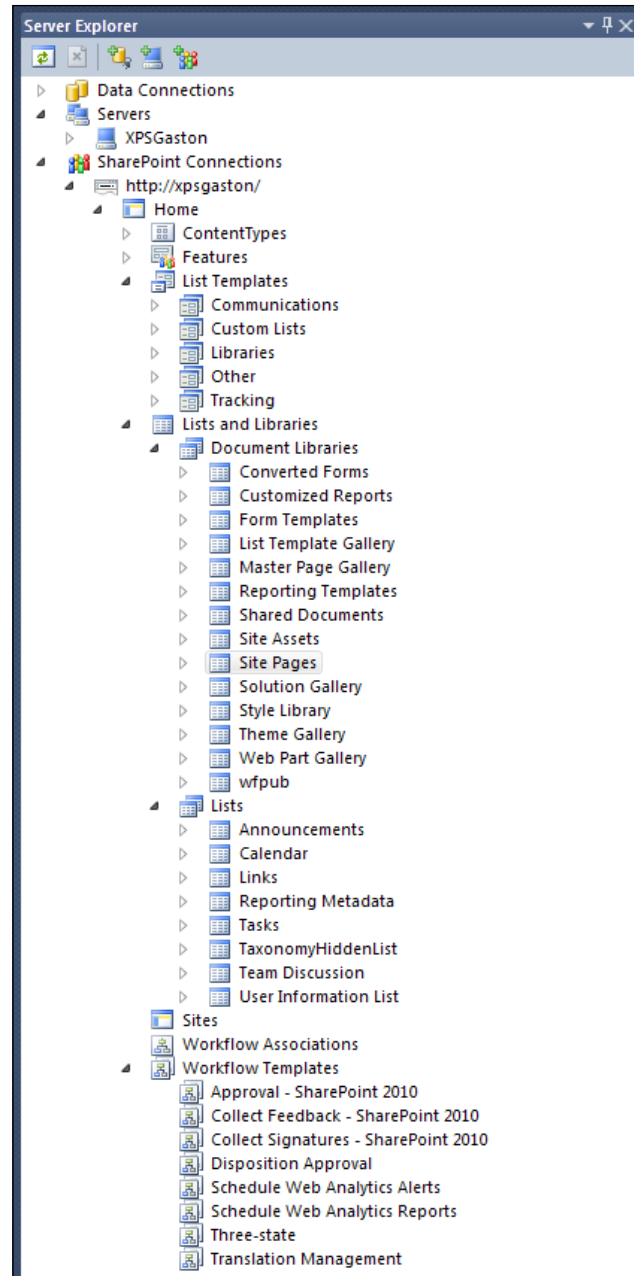 Server Explorer
Data Connections
Servers
XPSGaston
SharePoint Connections
http://xpsgaston/
Home
ContentTypes
Features
List Templates
Communications
Custom Lists
Libraries
Other
Tracking
Lists and Libraries
Document Libraries
Converted Forms
Customized Reports
Form Templates
List Template Gallery
Master Page Gallery
Reporting Templates
Shared Documents
Site Assets
Site Pages
Solution Gallery
Style Library
Theme Gallery
Web Part Gallery
wfpub
Lists
Announcements
Calendar
Links
Reporting Metadata
Tasks
TaxonomyHiddenList
Team Discussion
User Information List
Sites
Workflow Associations
Workflow Templates
Approval - SharePoint 2010
Collect Feedback - SharePoint 2010
Collect Signatures - SharePoint 2010
Disposition Approval
Schedule Web Analytics Alerts
Schedule Web Analytics Reports
Three-state
Translation Management